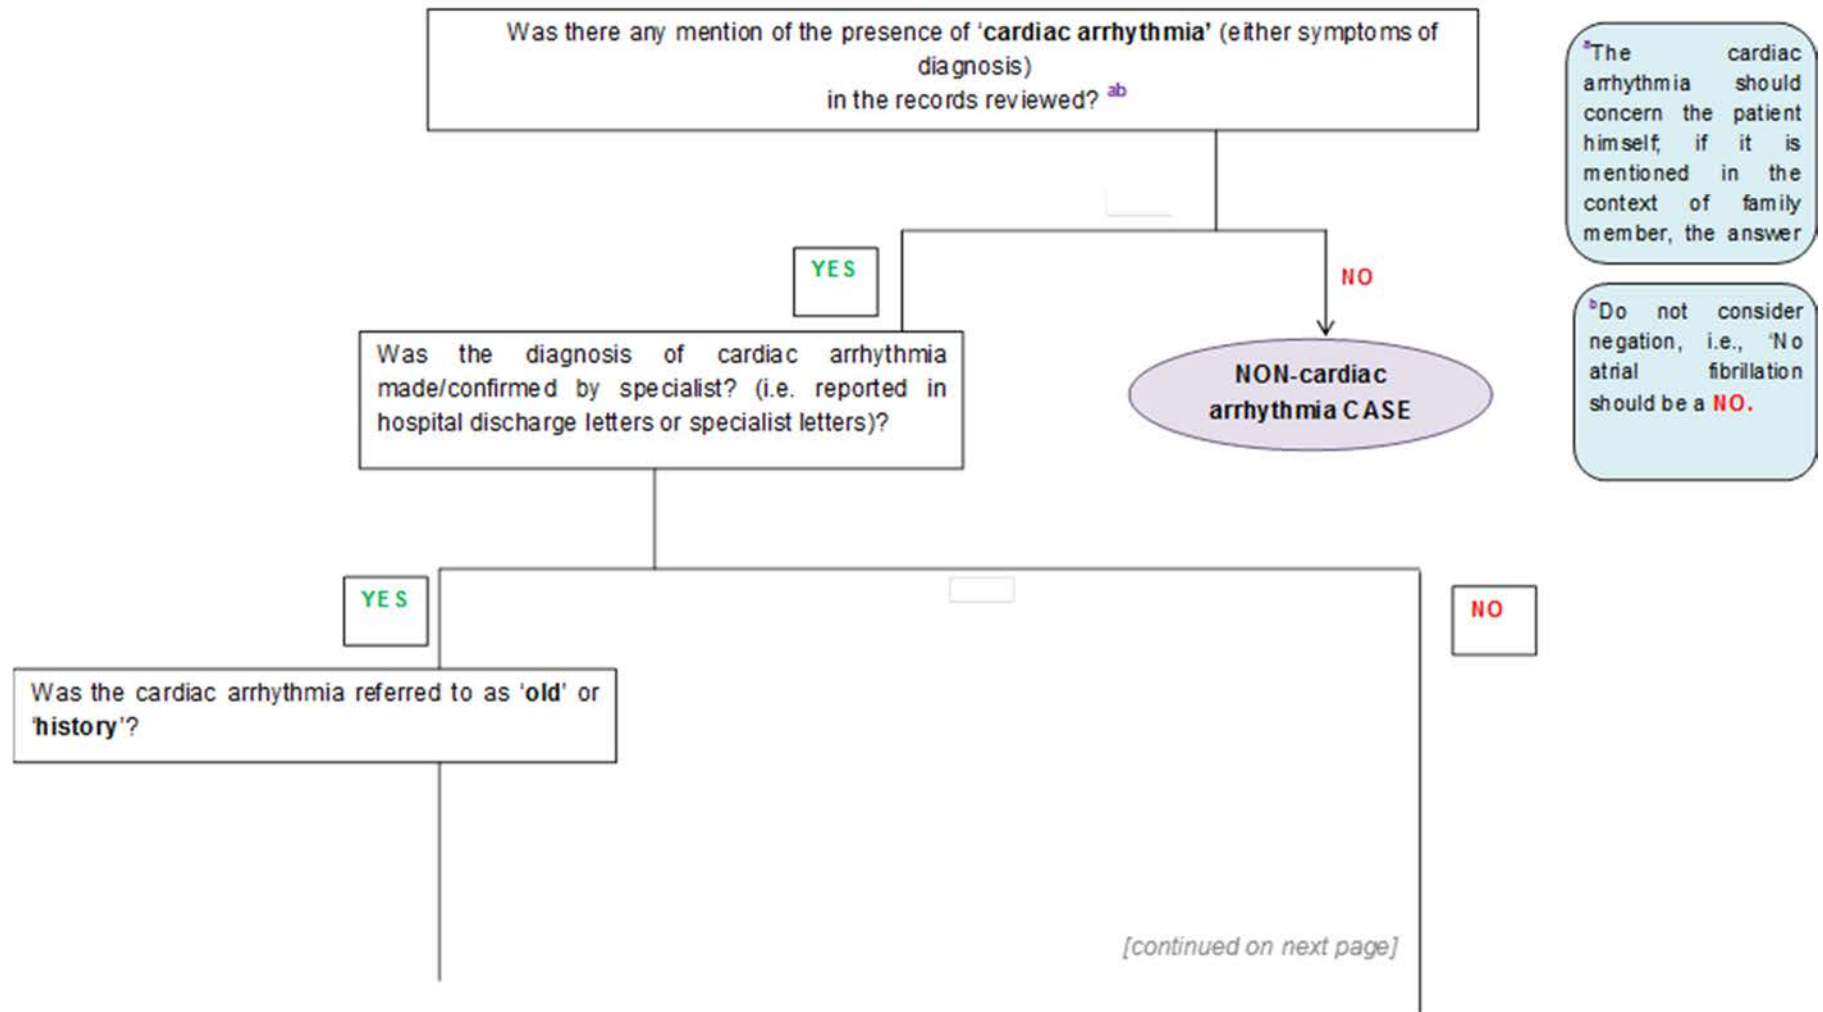 Was there any mention of the presence of ‘cardiac arrhythmia’ (either symptoms of
diagnosis)
in the records reviewed? ab
YES
NO
Was the diagnosis of cardiac arrhythmia
made/confirmed by specialist? (i.e. reported in
hospital discharge letters or specialist letters)?
NON-cardiac
arrhythmia CASE
aThe cardiac
arrhythmia should
concern the patient
himself; if it is
mentioned in the
context of family
member, the answer
bDo not consider
negation, i.e., ‘No
atrial fibrillation
should be a NO.
YES
NO
Was the cardiac arrhythmia referred to as ‘old’ or
‘history’?
[continued on next page]